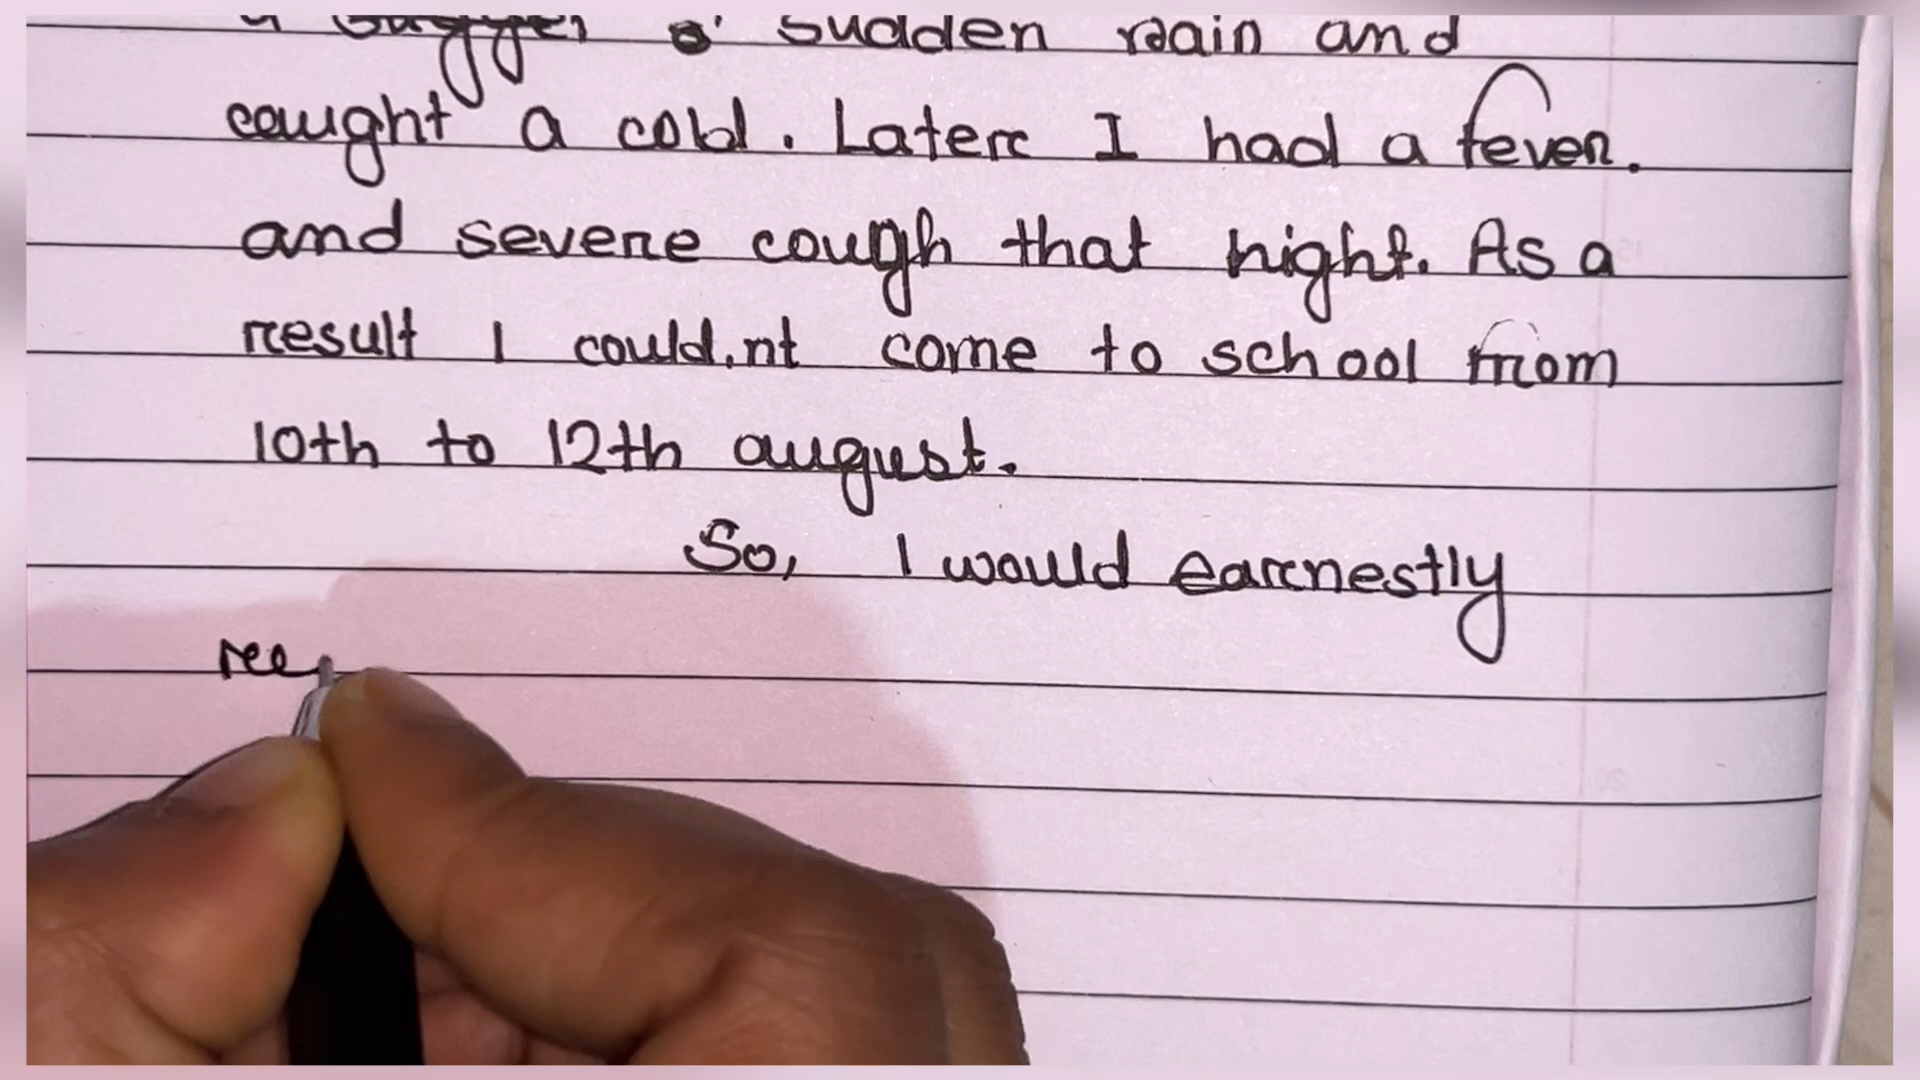 a sudden rain and
caught a cold. Later I had a fever.
and severe cough that night. As a
result I could,nt come to school from
10th to 12th august.
So, I would earnestly